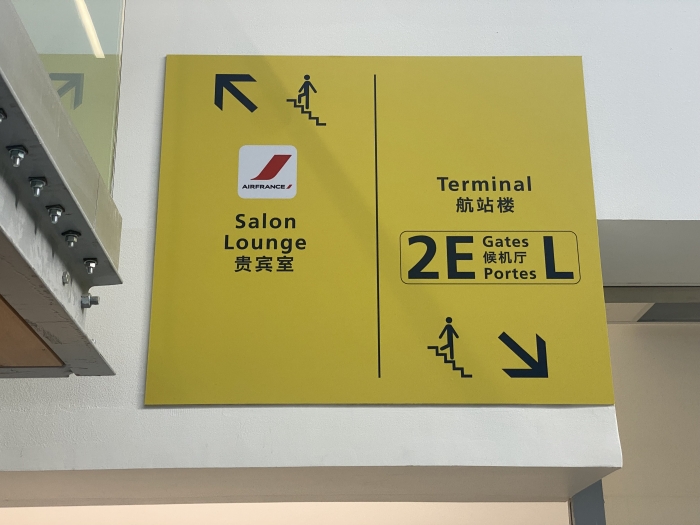 AIRFRANCE
Salon
Lounge
贵宾室
Terminal
航站楼
2E Gates L
候机厅
Portes